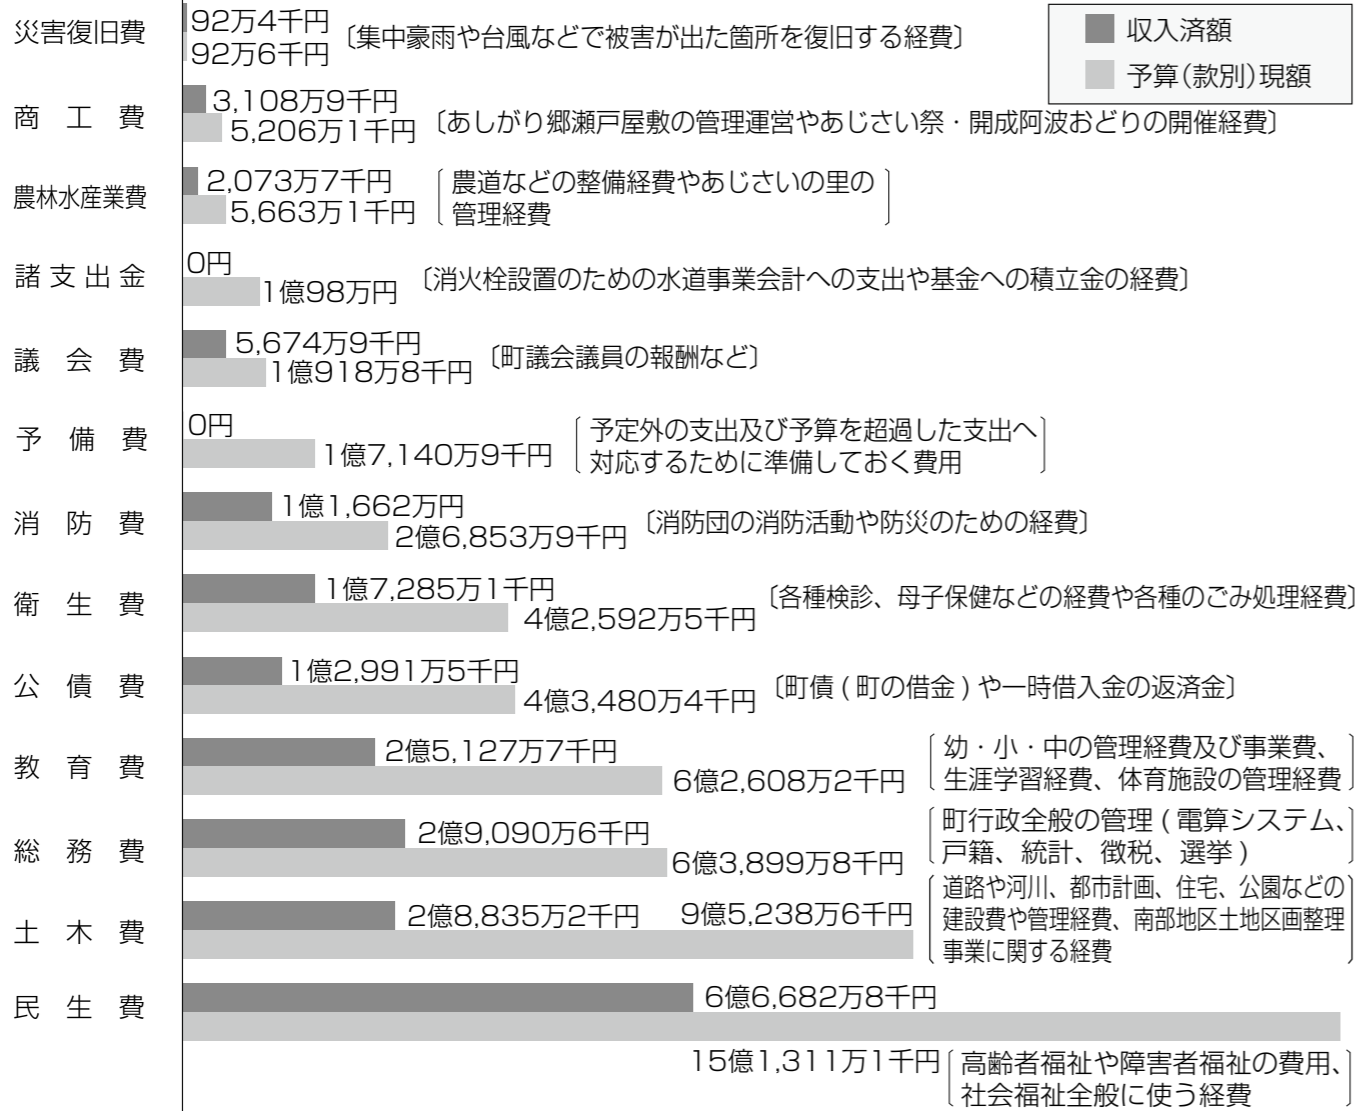 収入済額
予算(款別)現額
災害復旧費
92万4千円
92万6千円
〔集中豪雨や台風などで被害が出た箇所を復旧する経費〕
商工費
3,108万9千円
5,206万1千円
〔あしがり郷瀬戸屋敷の管理運営やあじさい祭・開成阿波おどりの開催経費〕
農林水産業費
2,073万7千円
5,663万1千円
農道などの整備経費やあじさいの里の
管理経費
諸支出金
0円
1億98万円
〔消火栓設置のための水道事業会計への支出や基金への積立金の経費〕
議会費
5,674万9千円
1億918万8千円
〔町議会議員の報酬など〕
予備費
0円
1億7,140万9千円
予定外の支出及び予算を超過した支出へ
対応するために準備しておく費用
消防費
1億1,662万円
2億6,853万9千円
〔消防団の消防活動や防災のための経費〕
衛生費
1億7,285万1千円
4億2,592万5千円
〔各種検診、母子保健などの経費や各種のごみ処理経費〕
公債費
1億2,991万5千円
4億3,480万4千円
〔町債(町の借金)や一時借入金の返済金〕
教育費
2億5,127万7千円
6億2,608万2千円
幼・小・中の管理経費及び事業費、
生涯学習経費、体育施設の管理経費
総務費
2億9,090万6千円
6億3,899万8千円
町行政全般の管理(電算システム、
戸籍、統計、徴税、選挙)
土木費
2億8,835万2千円
9億5,238万6千円
道路や河川、都市計画、住宅、公園などの
建設費や管理経費、南部地区土地区画整理
事業に関する経費
民生費
6億6,682万8千円
15億1,311万1千円
高齢者福祉や障害者福祉の費用、
社会福祉全般に使う経費